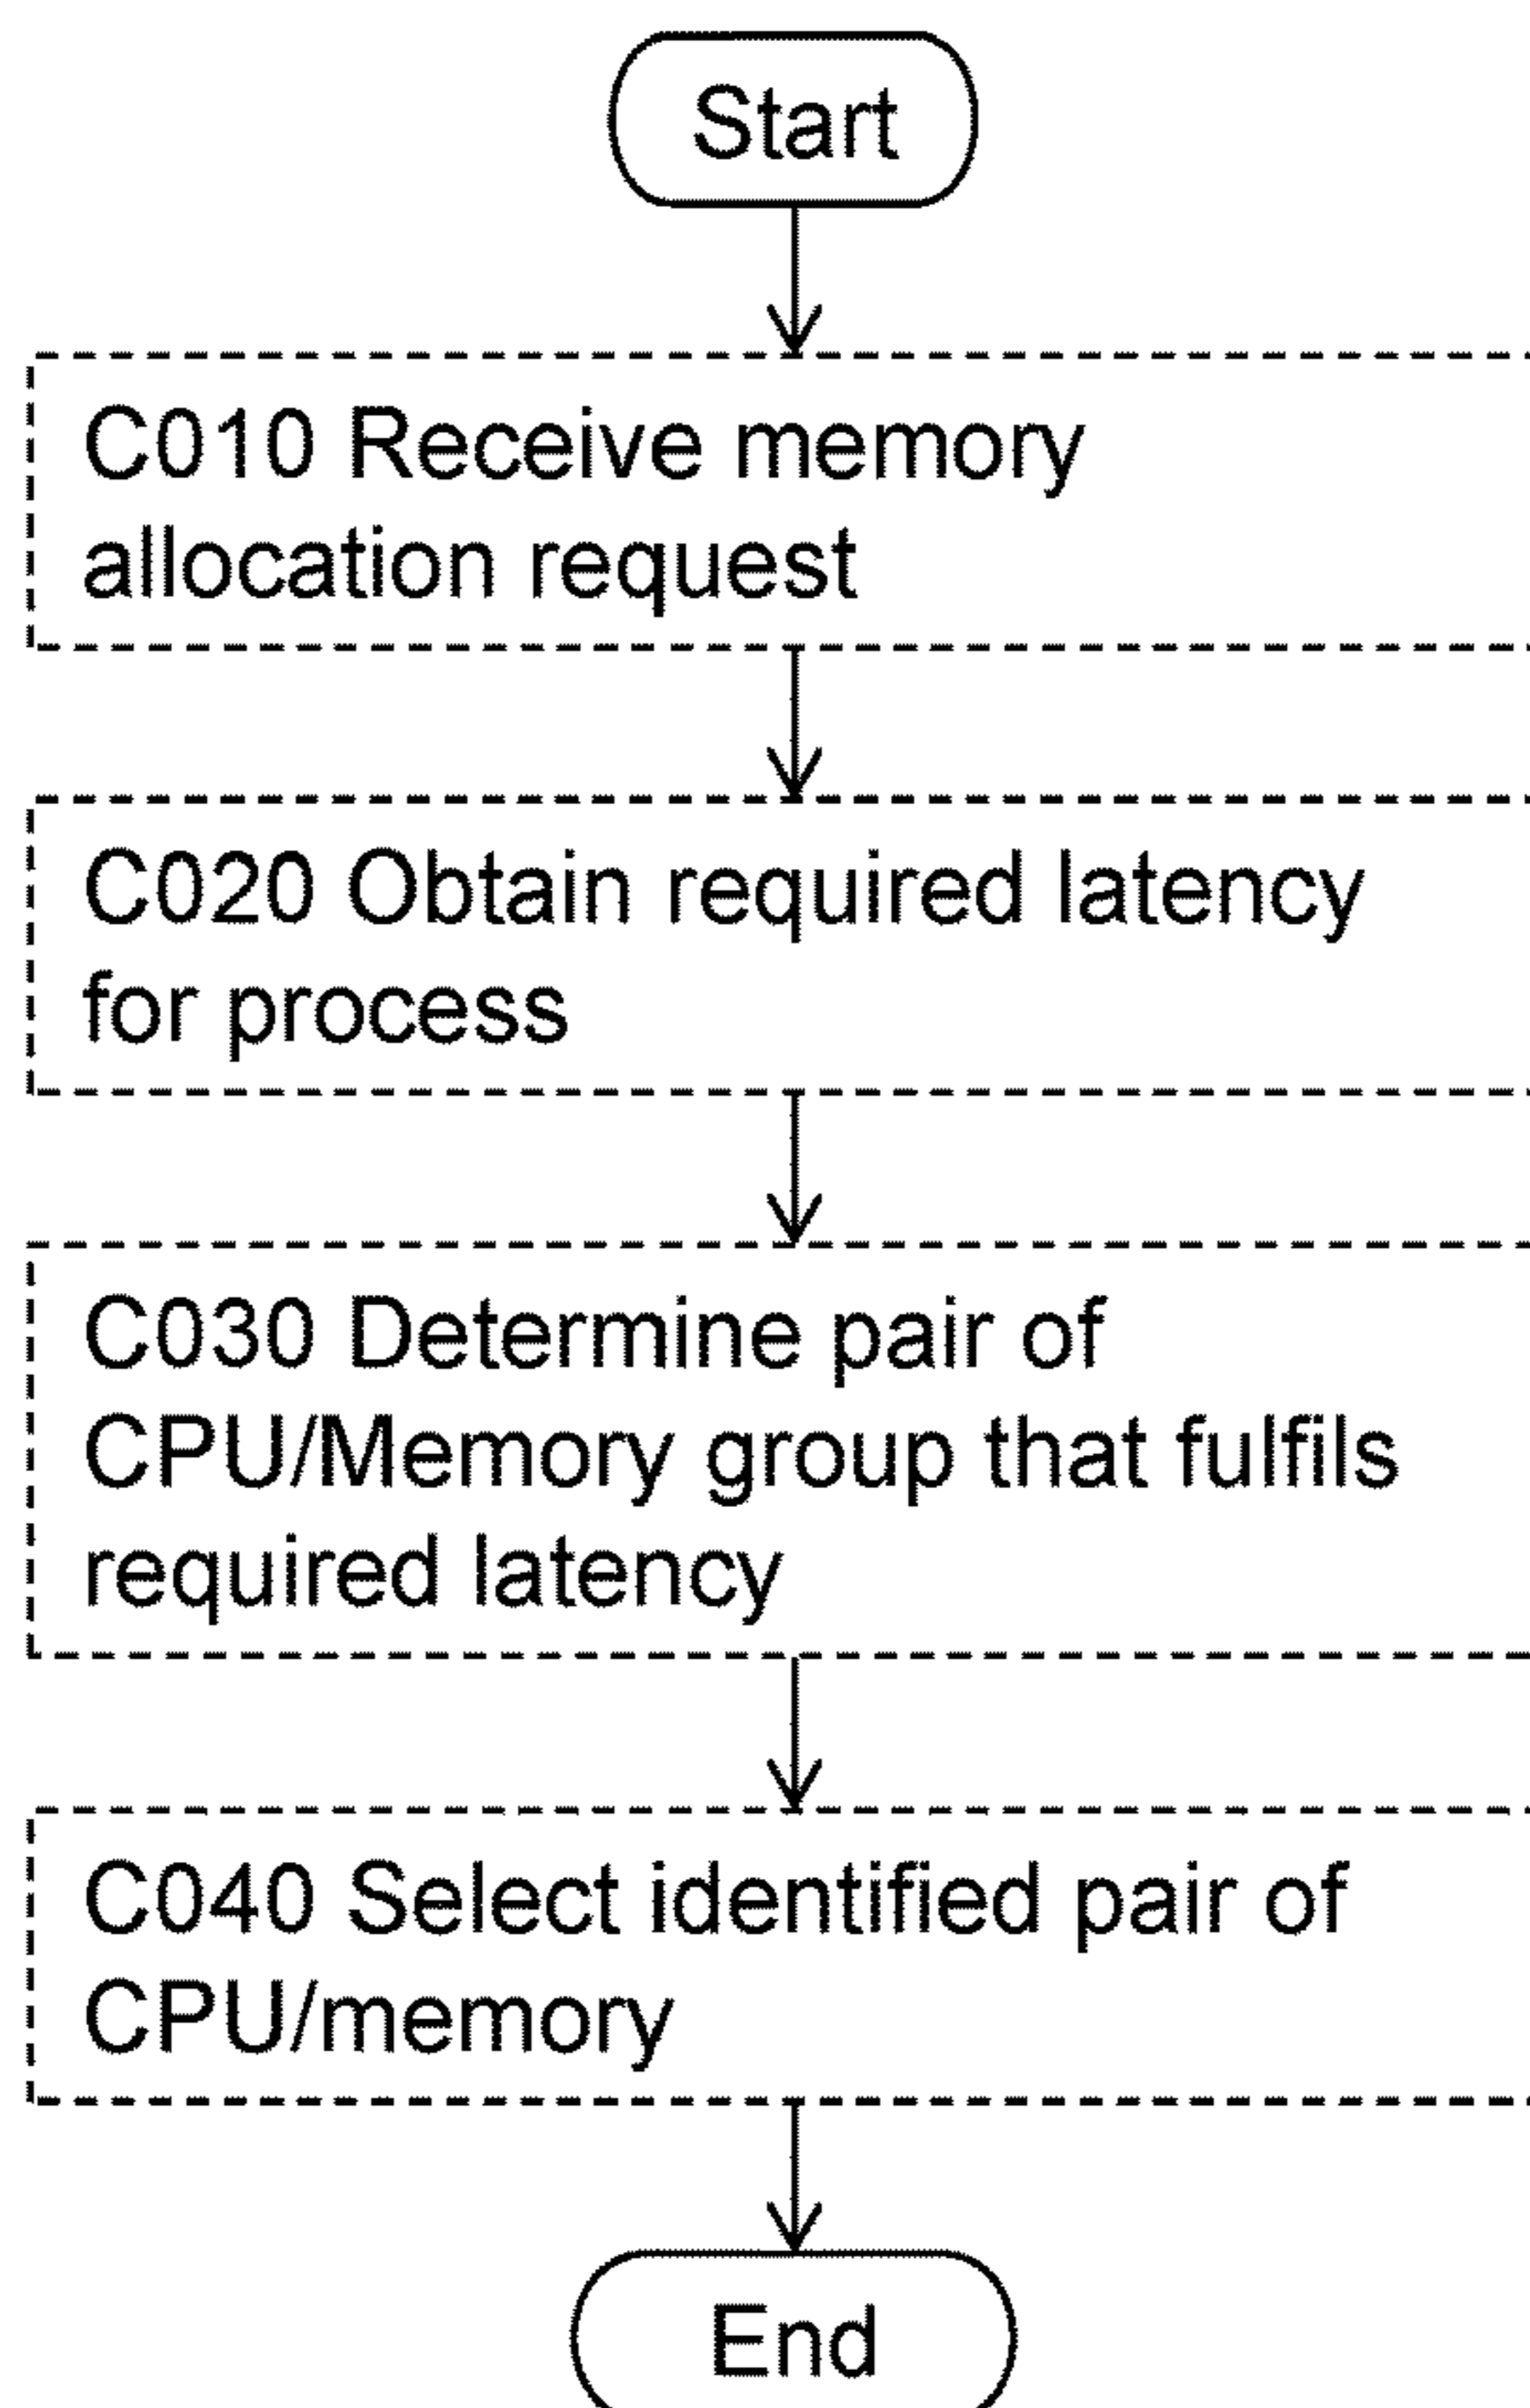 Start
C010 Receive memory
allocation request
C020 Obtain required latency
for process
C030 Determine pair of
CPU/Memory group that fulfils
required latency
C040 Select identified pair of
CPU/memory
End